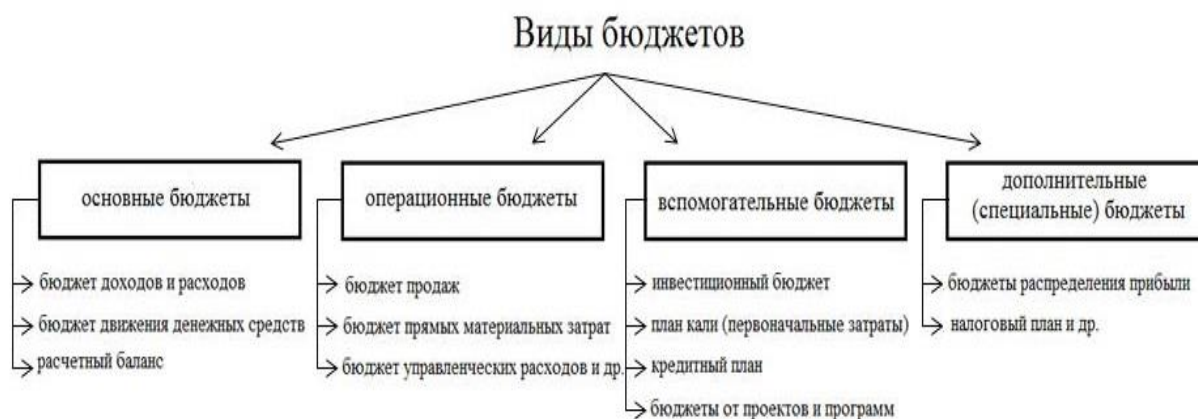 Виды бюджетов
основные бюджеты
бюджет доходов и расходов
бюджет движения денежных средств
расчетный баланс
операционные бюджеты
бюджет продаж
бюджет прямых материальных затрат
бюджет управленческих расходов и др.
вспомогательные бюджеты
инвестиционный бюджет
план кали (первоначальные затраты)
кредитный план
бюджеты от проектов и программ
дополнительные
(специальные) бюджеты
бюджеты распределения прибыли
налоговый план и др.